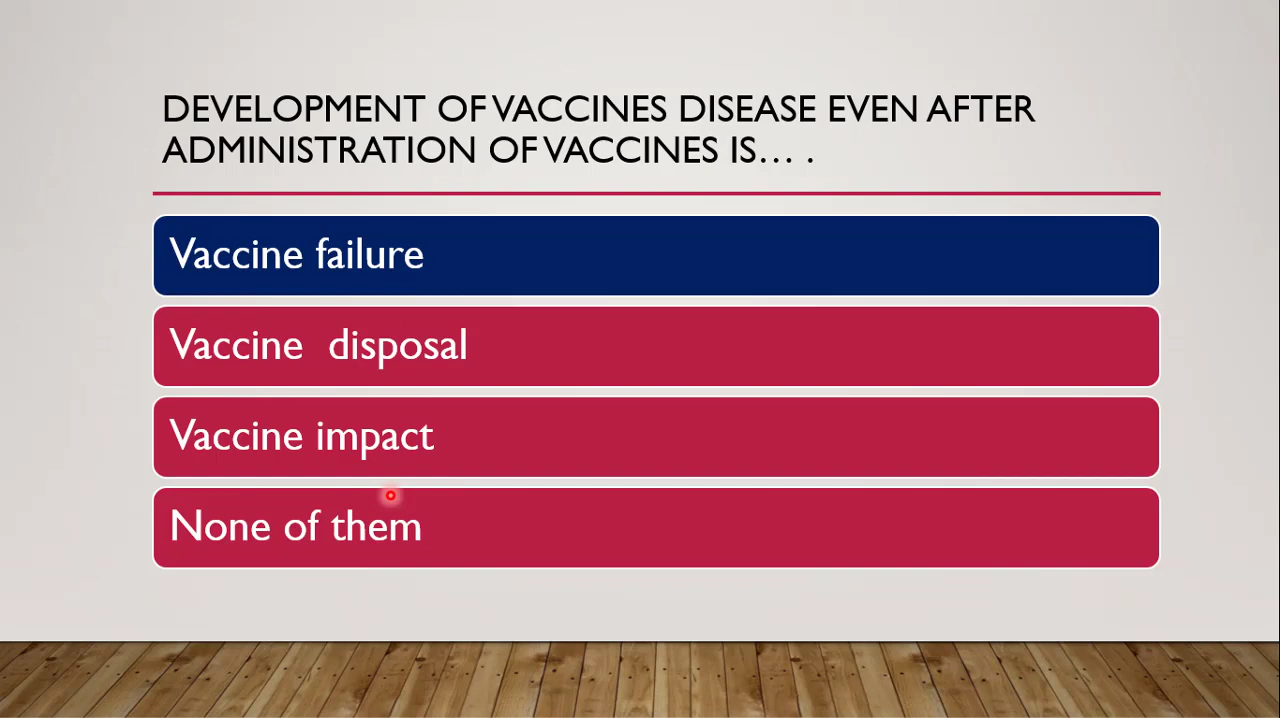 DEVELOPMENT OF VACCINES DISEASE EVEN AFTER
ADMINISTRATION OF VACCINES IS… .
Vaccine failure
Vaccine  disposal
Vaccine impact
None of them